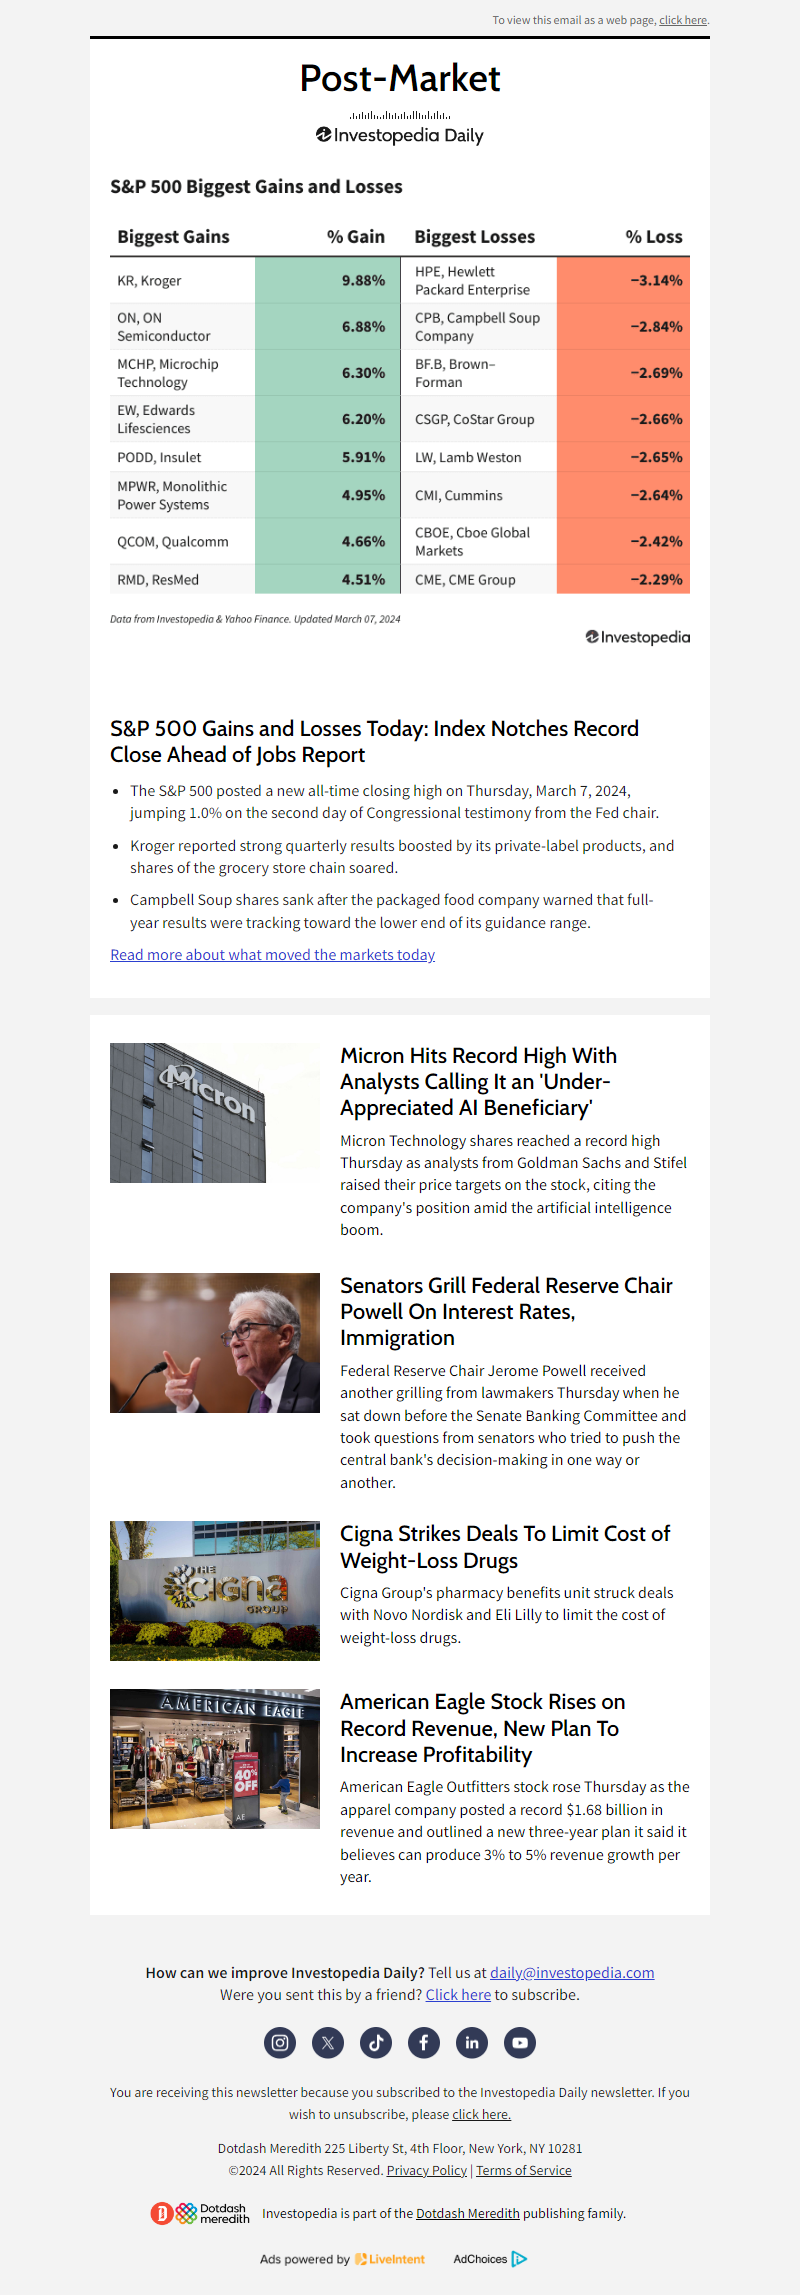 To view this email as a web page, click here.
Post-Market
Investopedia Daily
S&P 500 Biggest Gains and Losses
Biggest Gains % Gain Biggest Losses % Loss
KR, Kroger 9.88% HPE, Hewlett Packard Enterprise −3.14%
ON, ON Semiconductor 6.88% CPB, Campbell Soup Company −2.84%
MCHP, Microchip Technology 6.30% BF.B, Brown–Forman −2.69%
EW, Edwards Lifesciences 6.20% CSGP, CoStar Group −2.66%
PODD, Insulet 5.91% LW, Lamb Weston −2.65%
MPWR, Monolithic Power Systems 4.95% CMI, Cummins −2.64%
QCOM, Qualcomm 4.66% CBOE, Cboe Global Markets −2.42%
RMD, ResMed 4.51% CME, CME Group −2.29%
Data from Investopedia & Yahoo Finance. Updated March 07, 2024
Investopedia
S&P 500 Gains and Losses Today: Index Notches Record
Close Ahead of Jobs Report
• The S&P 500 posted a new all-time closing high on Thursday, March 7, 2024,
jumping 1.0% on the second day of Congressional testimony from the Fed chair.
• Kroger reported strong quarterly results boosted by its private-label products, and
shares of the grocery store chain soared.
• Campbell Soup shares sank after the packaged food company warned that full-
year results were tracking toward the lower end of its guidance range.
Read more about what moved the markets today
Micron
Micron Hits Record High With
Analysts Calling It an 'Under-
Appreciated AI Beneficiary'
Micron Technology shares reached a record high
Thursday as analysts from Goldman Sachs and Stifel
raised their price targets on the stock, citing the
company's position amid the artificial intelligence
boom.
Senators Grill Federal Reserve Chair
Powell On Interest Rates,
Immigration
Federal Reserve Chair Jerome Powell received
another grilling from lawmakers Thursday when he
sat down before the Senate Banking Committee and
took questions from senators who tried to push the
central bank's decision-making in one way or
another.
THE
cigna
GROUP
Cigna Strikes Deals To Limit Cost of
Weight-Loss Drugs
Cigna Group's pharmacy benefits unit struck deals
with Novo Nordisk and Eli Lilly to limit the cost of
weight-loss drugs.
AMERICAN EAGLE
40%
OFF
AE
American Eagle Stock Rises on
Record Revenue, New Plan To
Increase Profitability
American Eagle Outfitters stock rose Thursday as the
apparel company posted a record $1.68 billion in
revenue and outlined a new three-year plan it said it
believes can produce 3% to 5% revenue growth per
year.
How can we improve Investopedia Daily? Tell us at daily@investopedia.com
Were you sent this by a friend? Click here to subscribe.
You are receiving this newsletter because you subscribed to the Investopedia Daily newsletter. If you
wish to unsubscribe, please click here.
Dotdash Meredith 225 Liberty St, 4th Floor, New York, NY 10281
©2024 All Rights Reserved. Privacy Policy | Terms of Service
Dotdash
meredith
Investopedia is part of the Dotdash Meredith publishing family.
Ads powered by LiveIntent AdChoices